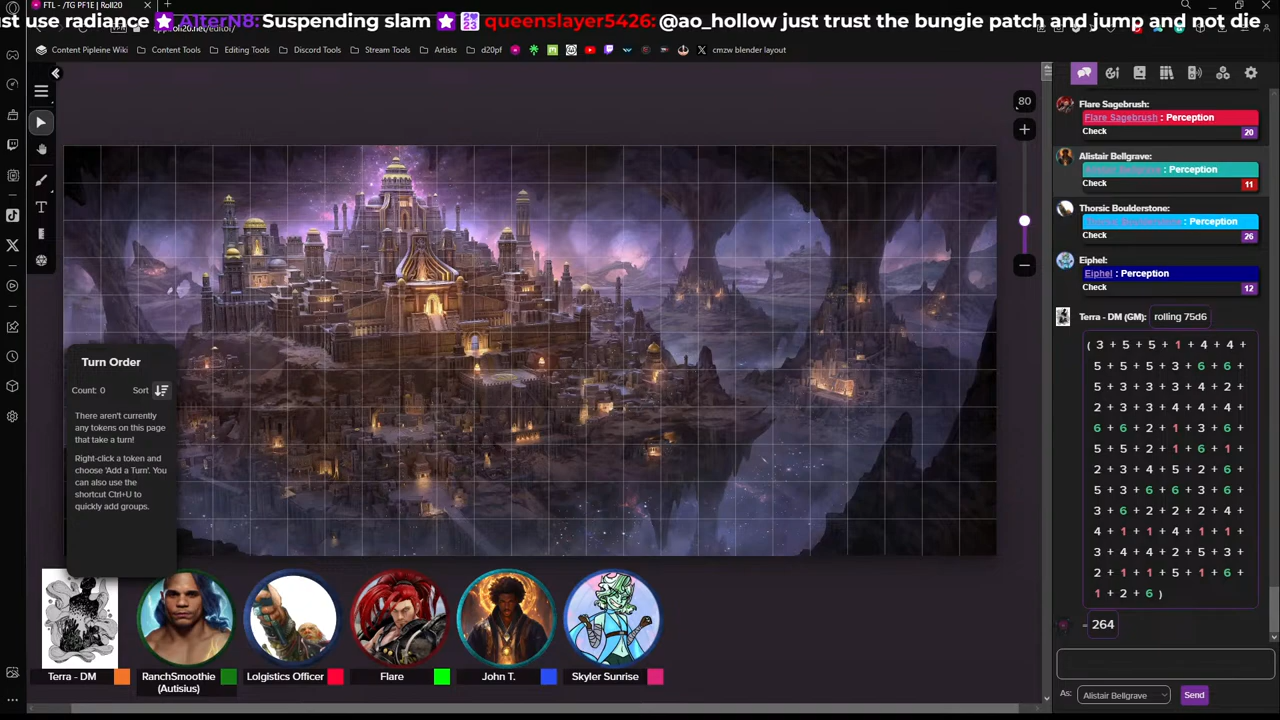 FTL - /TG PF1E | Roll20
st use radiance AlterN8: Suspending slam queenslayer5426: @ao_hollow just trust the bungie patch and jump and not die
Content Pipleine Wiki
Content Tools
Editing Tools
Discord Tools
Stream Tools
Artists
d20pf
cmzw blender layout
80
Flare Sagebrush:
Flare Sagebrush : Perception
Check 20
Alistair Bellgrave:
Alistair Bellgrave : Perception
Check 11
Thorsic Boulderstone:
Thorsic Boulderstone : Perception
Check 26
Eiphel:
Eiphel : Perception
Check 12
Terra - DM (GM): rolling 75d6
( 3 + 5 + 5 + 1 + 4 + 4 +
5 + 5 + 5 + 3 + 6 + 6 +
5 + 3 + 3 + 3 + 4 + 2 +
2 + 3 + 3 + 4 + 4 + 4 +
6 + 6 + 2 + 1 + 3 + 6 +
5 + 5 + 2 + 1 + 6 + 1 +
2 + 3 + 4 + 5 + 2 + 6 +
5 + 3 + 6 + 6 + 3 + 6 +
3 + 6 + 2 + 2 + 2 + 4 +
4 + 1 + 1 + 4 + 1 + 1 +
3 + 4 + 4 + 2 + 5 + 3 +
2 + 1 + 1 + 5 + 1 + 6 +
1 + 2 + 6 )
= 264
As: Alistair Bellgrave
Send
Turn Order
Count: 0
Sort
There aren't currently
any tokens on this page
that take a turn!
Right-click a token and
choose 'Add a Turn'. You
can also use the
shortcut Ctrl+U to
quickly add groups.
Terra - DM
RanchSmoothie
(Autisius)
Lolgistics Officer
Flare
John T.
Skyler Sunrise